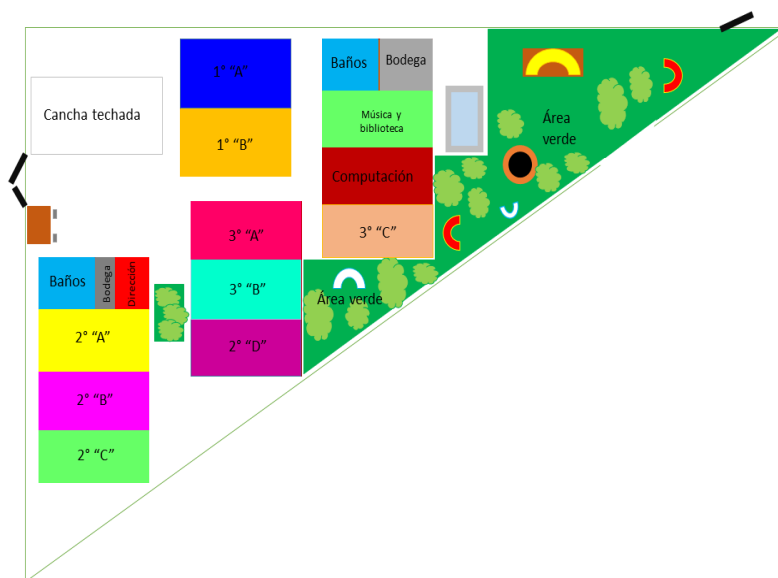 Cancha techada
1° “A”
1° “B”
Baños
Bodega
Música y
biblioteca
Computación
3° “C”
Área
verde
3° “A”
3° “B”
2° “D”
Área verde
Baños
Bodega
Dirección
2° “A”
2° “B”
2° “C”